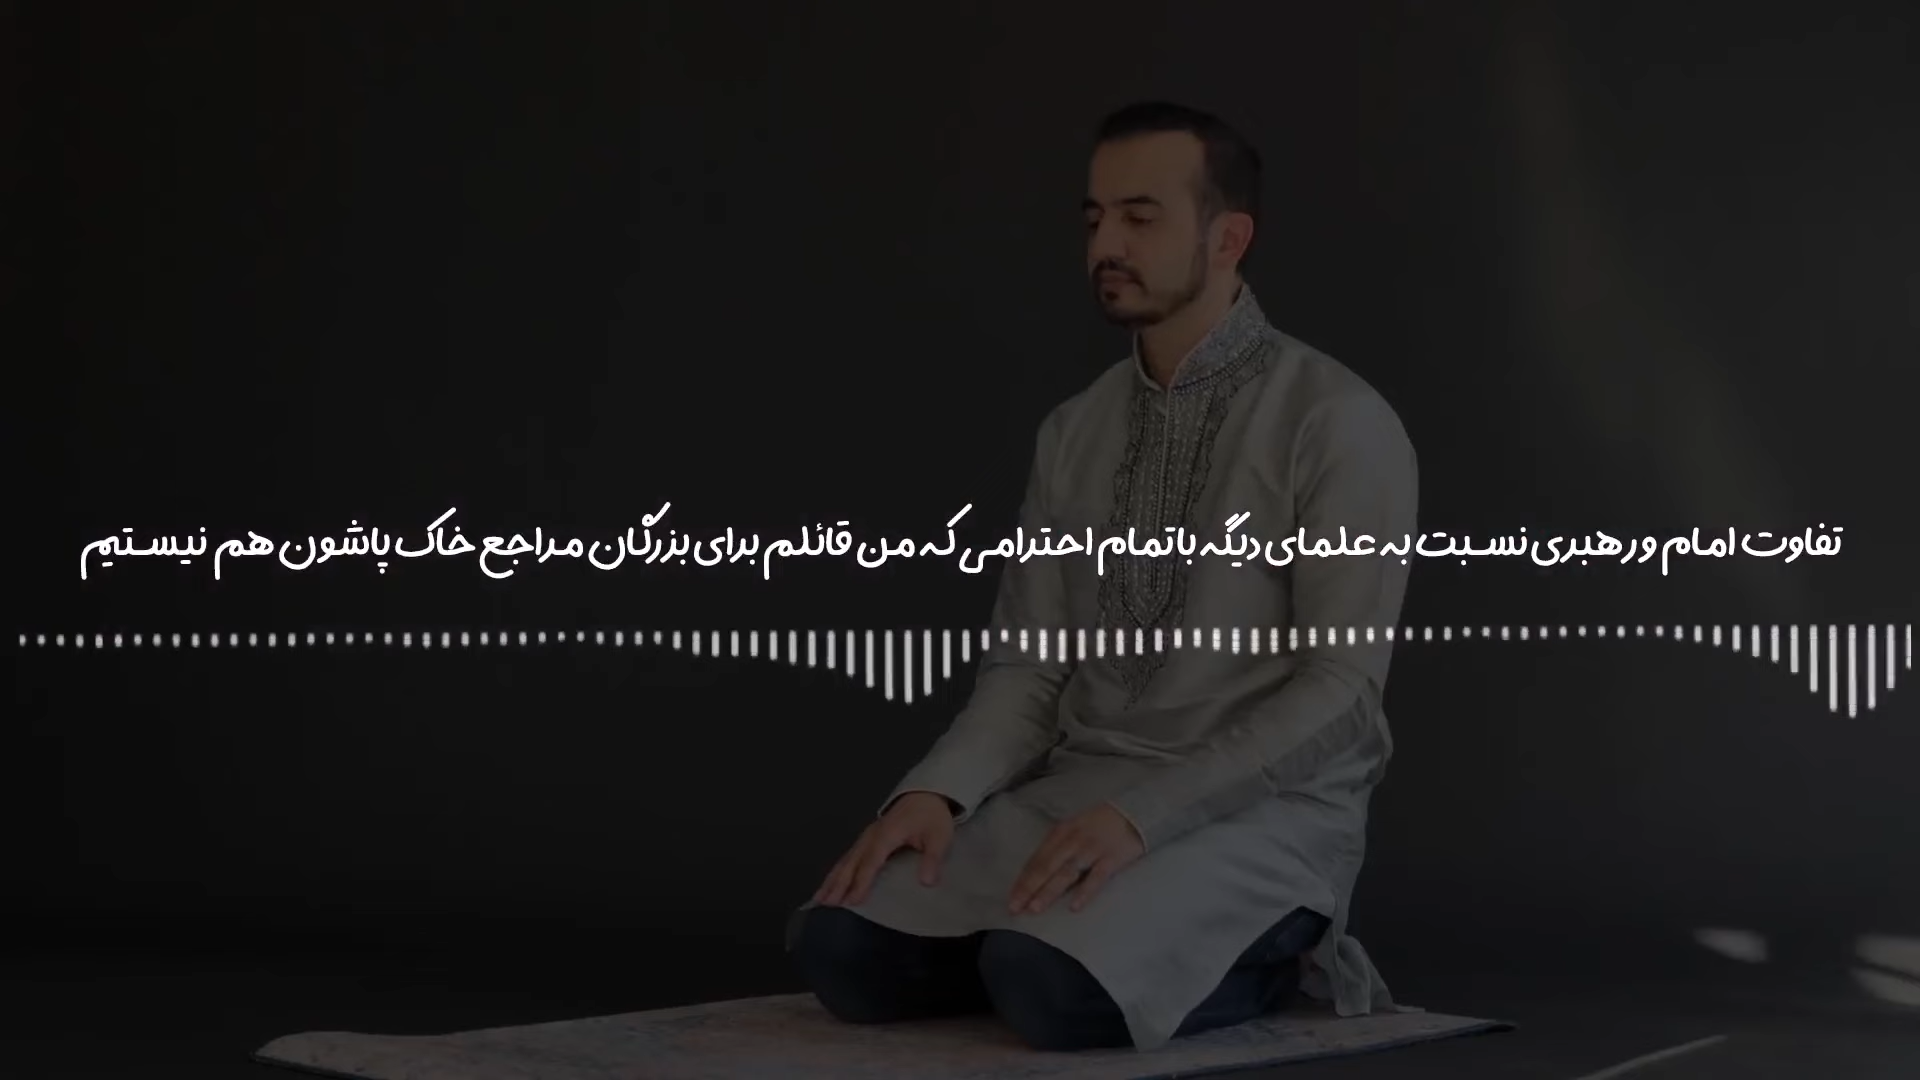 تفاوت امام و رهبری نسبت به علمای دیگه با تمام احترامی که من قائلم برای بزرگان مراجع خاک پاشون هم نیستیم